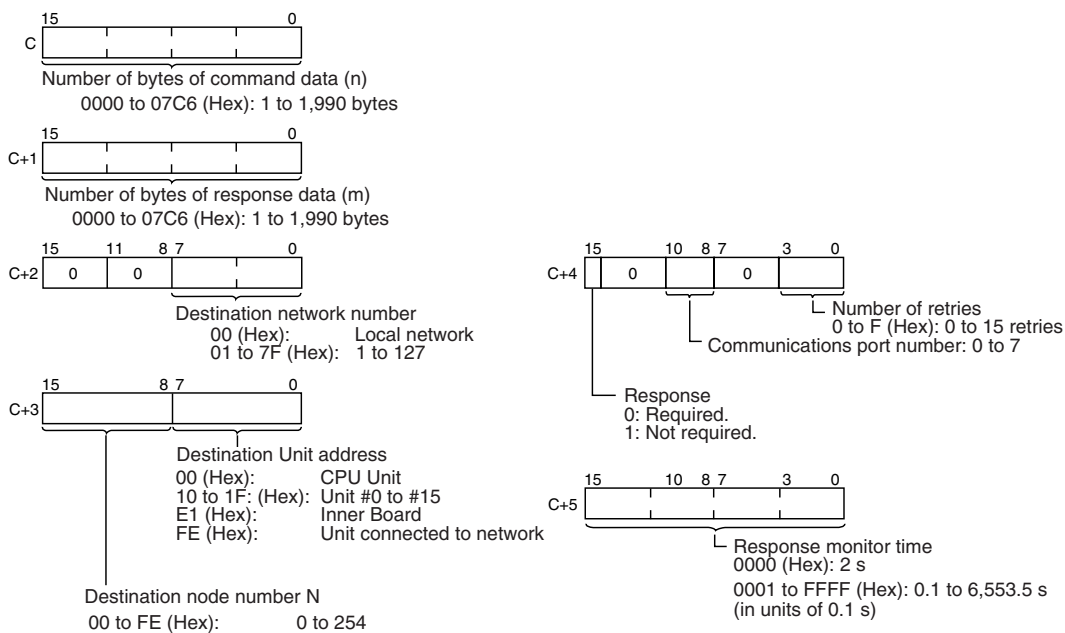 15 0
C
Number of bytes of command data (n)
0000 to 07C6 (Hex): 1 to 1,990 bytes
15 0
C+1
Number of bytes of response data (m)
0000 to 07C6 (Hex): 1 to 1,990 bytes
15 11 8 7 0
C+2 0 0
Destination network number
00 (Hex): Local network
01 to 7F (Hex): 1 to 127
15 8 7 0
C+3
Destination Unit address
00 (Hex): CPU Unit
10 to 1F: (Hex): Unit #0 to #15
E1 (Hex): Inner Board
FE (Hex): Unit connected to network
Destination node number N
00 to FE (Hex): 0 to 254
15 10 8 7 3 0
C+4 0 0
Number of retries
0 to F (Hex): 0 to 15 retries
Communications port number: 0 to 7
Response
0: Required.
1: Not required.
15 10 8 7 3 0
C+5
Response monitor time
0000 (Hex): 2 s
0001 to FFFF (Hex): 0.1 to 6,553.5 s
(in units of 0.1 s)